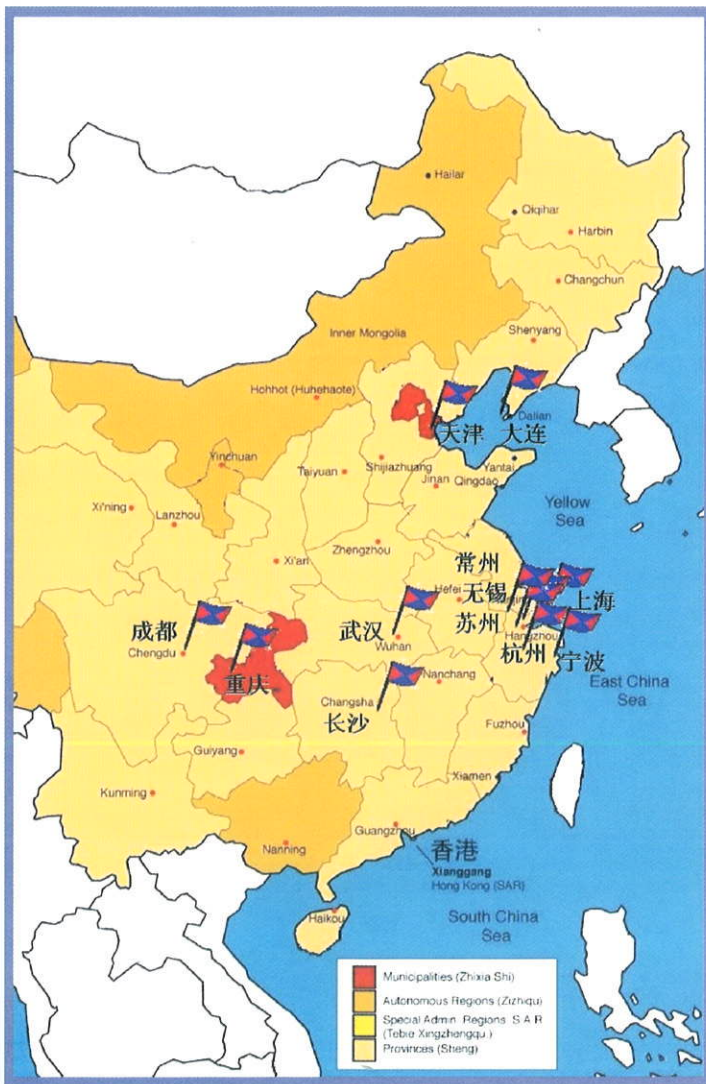 Hailar
Qiqihar
Harbin
Changchun
Shenyang
Inner Mongolia
Hohhot (Huhehaote)
天津
大连
Dalian
Yinchuan
Taiyuan
Shijiazhuang
Yantai
Jinan
Qingdao
Xi'ning
Lanzhou
Yellow
Sea
Xi'an
Zhengzhou
常州
Hefei
无锡
上海
苏州
成都
武汉
Chengdu
Wuhan
Hangzhou
杭州
宁波
重庆
Nanchang
East China
Sea
Changsha
长沙
Fuzhou
Guiyang
Xiamen
Kunming
Guangzhou
香港
Xianggang
Hong Kong (SAR)
Nanning
Haikou
South China
Sea
Municipalities (Zhixia Shi)
Autonomous Regions (Zizhiqu)
Special Admin. Regions S.A.R
(Tebie Xingzhengqu.)
Provinces (Sheng)